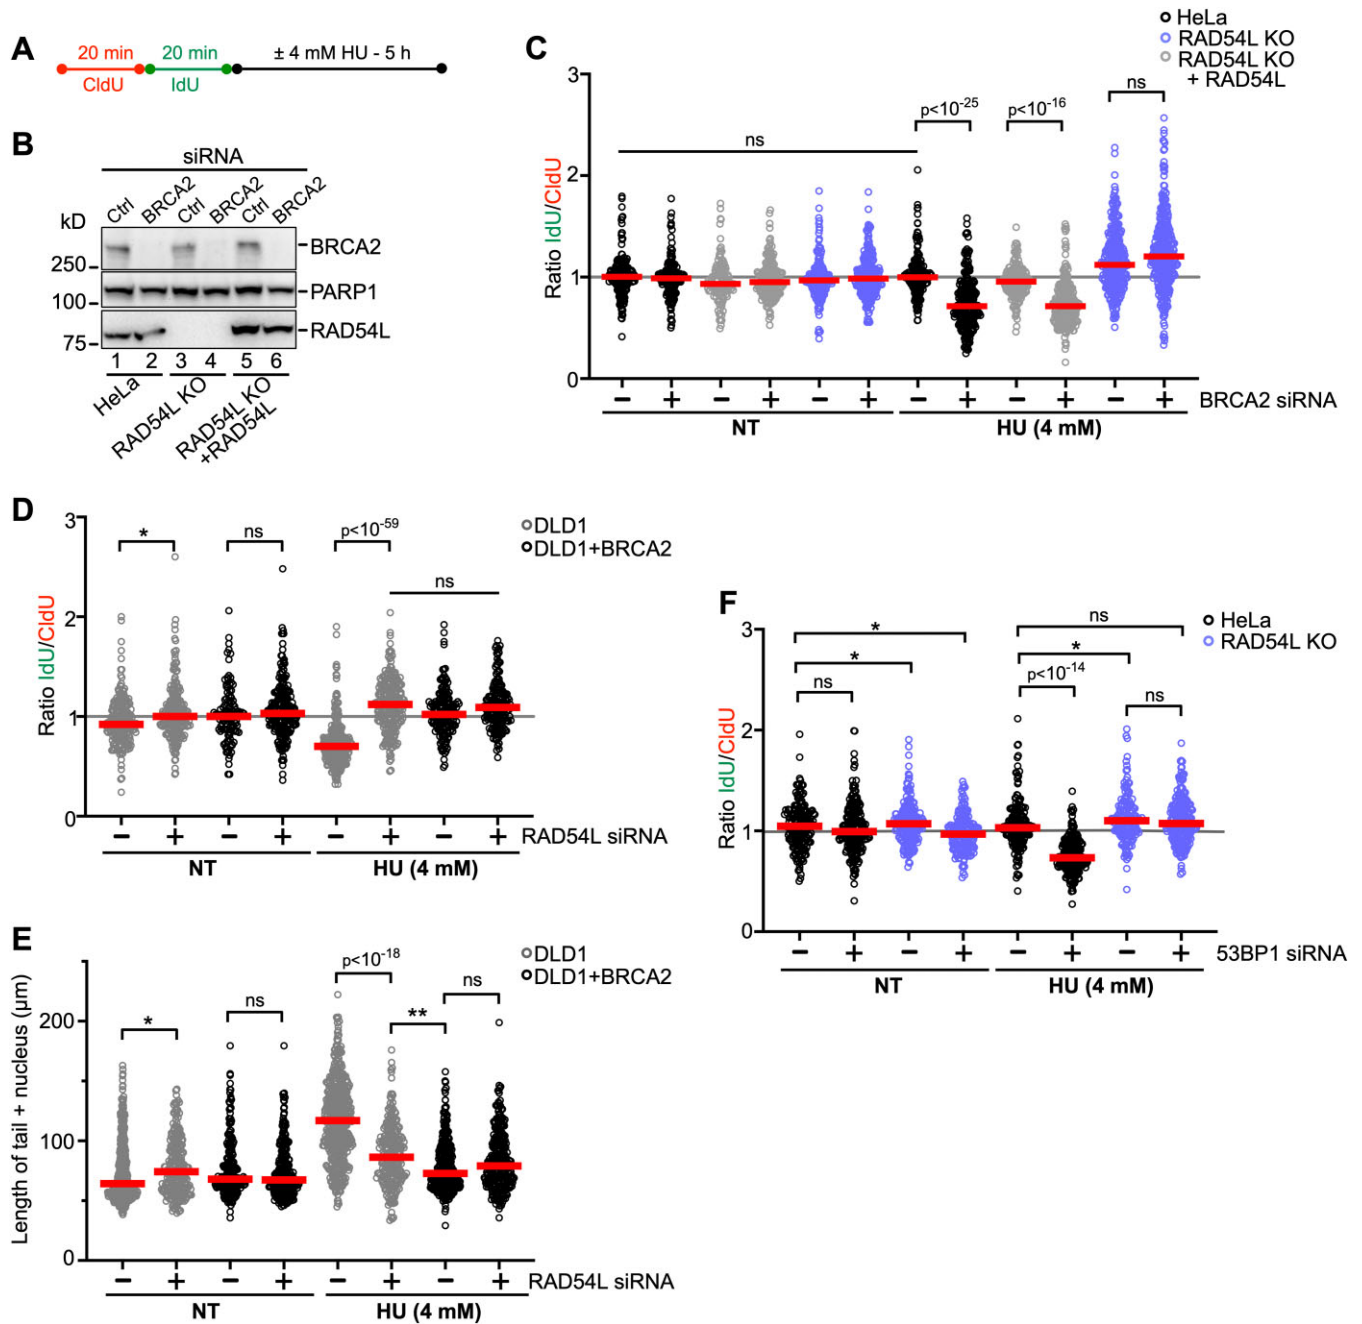 A
20 min
20 min
± 4 mM HU - 5 h
CldU
IdU
B
siRNA
Ctrl
BRCA2
Ctrl
BRCA2
Ctrl
BRCA2
kD
250
100
75
BRCA2
PARP1
RAD54L
1 2 3 4 5 6
HeLa
RAD54L KO
RAD54L KO
+RAD54L
C
HeLa
RAD54L KO
RAD54L KO
+ RAD54L
Ratio IdU/CldU
3
2
1
0
ns
p<10-25
p<10-16
ns
− + − + − + − + − + − +
BRCA2 siRNA
NT
HU (4 mM)
D
DLD1
DLD1+BRCA2
Ratio IdU/CldU
3
2
1
0
*
ns
p<10-59
ns
− + − + − + − +
RAD54L siRNA
NT
HU (4 mM)
E
DLD1
DLD1+BRCA2
Length of tail + nucleus (µm)
200
100
0
*
ns
p<10-18
**
ns
− + − + − + − +
RAD54L siRNA
NT
HU (4 mM)
F
HeLa
RAD54L KO
Ratio IdU/CldU
3
2
1
0
*
*
ns
ns
*
p<10-14
ns
− + − + − + − +
53BP1 siRNA
NT
HU (4 mM)